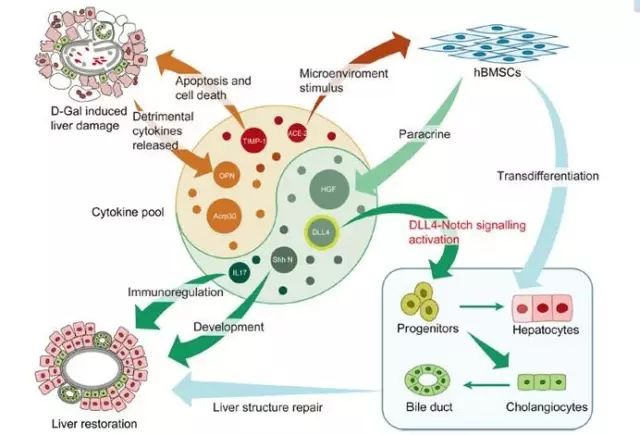 D-Gal induced
liver damage
Apoptosis and
cell death
Microenviroment
stimulus
hBMSCs
Detrimental
cytokines
released
Paracrine
Transdifferentiation
TIMP-1
ACE-2
OPN
HGF
Acrp30
Cytokine pool
DLL4
DLL4-Notch signalling
activation
Shh N
IL17
Immunoregulation
Development
Progenitors
Hepatocytes
Liver restoration
Liver structure repair
Bile duct
Cholangiocytes